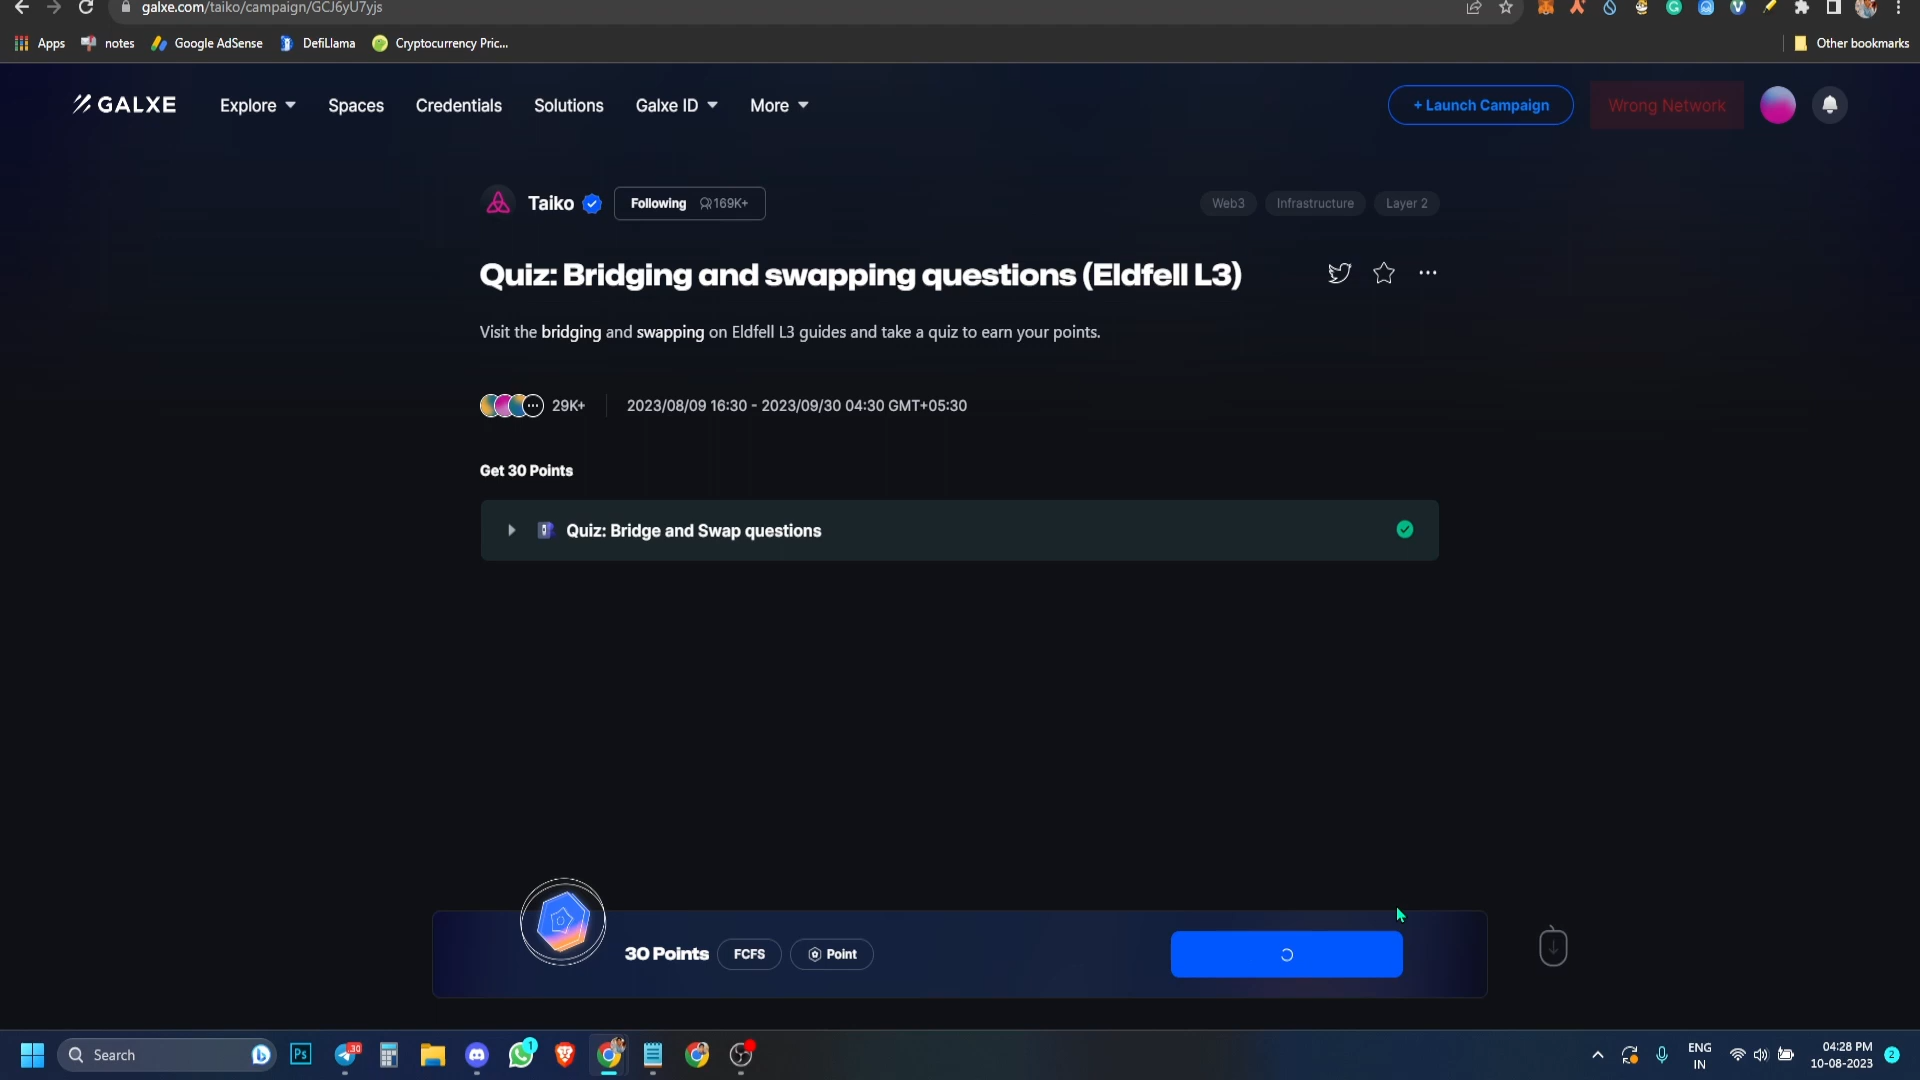 galxe.com/taiko/campaign/GCJ6yU7yjs
Apps notes Google AdSense DefiLlama Cryptocurrency Pric... Other bookmarks
GALXE Explore Spaces Credentials Solutions Galxe ID More + Launch Campaign Wrong Network
Taiko Following 169K+ Web3 Infrastructure Layer 2
Quiz: Bridging and swapping questions (Eldfell L3)
Visit the bridging and swapping on Eldfell L3 guides and take a quiz to earn your points.
29K+ 2023/08/09 16:30 - 2023/09/30 04:30 GMT+05:30
Get 30 Points
Quiz: Bridge and Swap questions
30 Points FCFS Point
Search Ps 30 1 ENG 04:28 PM 2
IN 10-08-2023